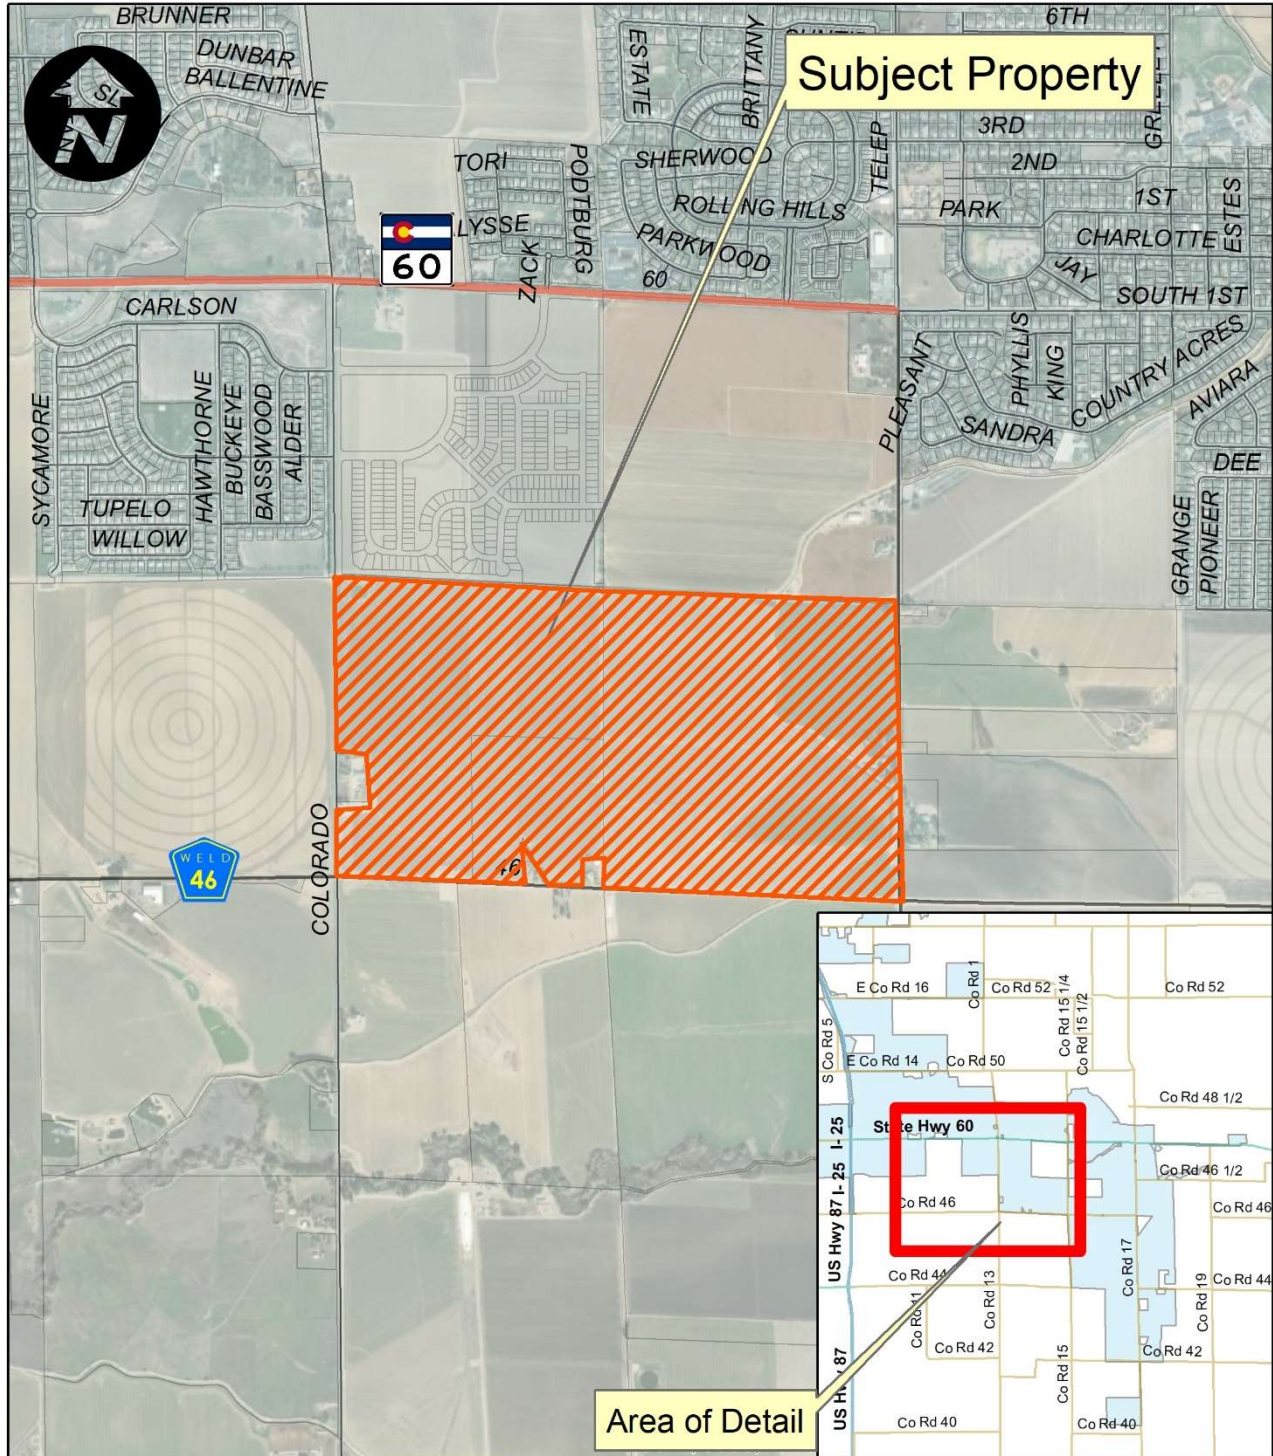 BRUNNER
DUNBAR
BALLENTINE
SL
N
ESTATE
BRITTANY
6TH
Subject Property
GREELEY
3RD
2ND
TELEP
TORI
PODTBURG
SHERWOOD
1ST
ESTES
PARK
ROLLING HILLS
LYSSE
PARKWOOD
CHARLOTTE
JAY
60
ZACK
60
SOUTH 1ST
CARLSON
PLEASANT
PHYLLIS
KING
COUNTRY ACRES
AVIARA
SYCAMORE
HAWTHORNE
BUCKEYE
BASSWOOD
ALDER
SANDRA
DEE
TUPELO
WILLOW
GRANGE
PIONEER
COLORADO
WELD
46
46
E Co Rd 16
Co Rd 1
Co Rd 52
Co Rd 15 1/4
Co Rd 15 1/2
Co Rd 52
S Co Rd 5
E Co Rd 14
Co Rd 50
Co Rd 48 1/2
I- 25
State Hwy 60
Co Rd 46 1/2
US Hwy 87 I- 25
Co Rd 46
Co Rd 46
Co Rd 44
Co Rd 13
Co Rd 17
Co Rd 19
Co Rd 44
Co Rd 11
Co Rd 42
Co Rd 15
Co Rd 42
US Hwy 87
Area of Detail
Co Rd 40
Co Rd 40